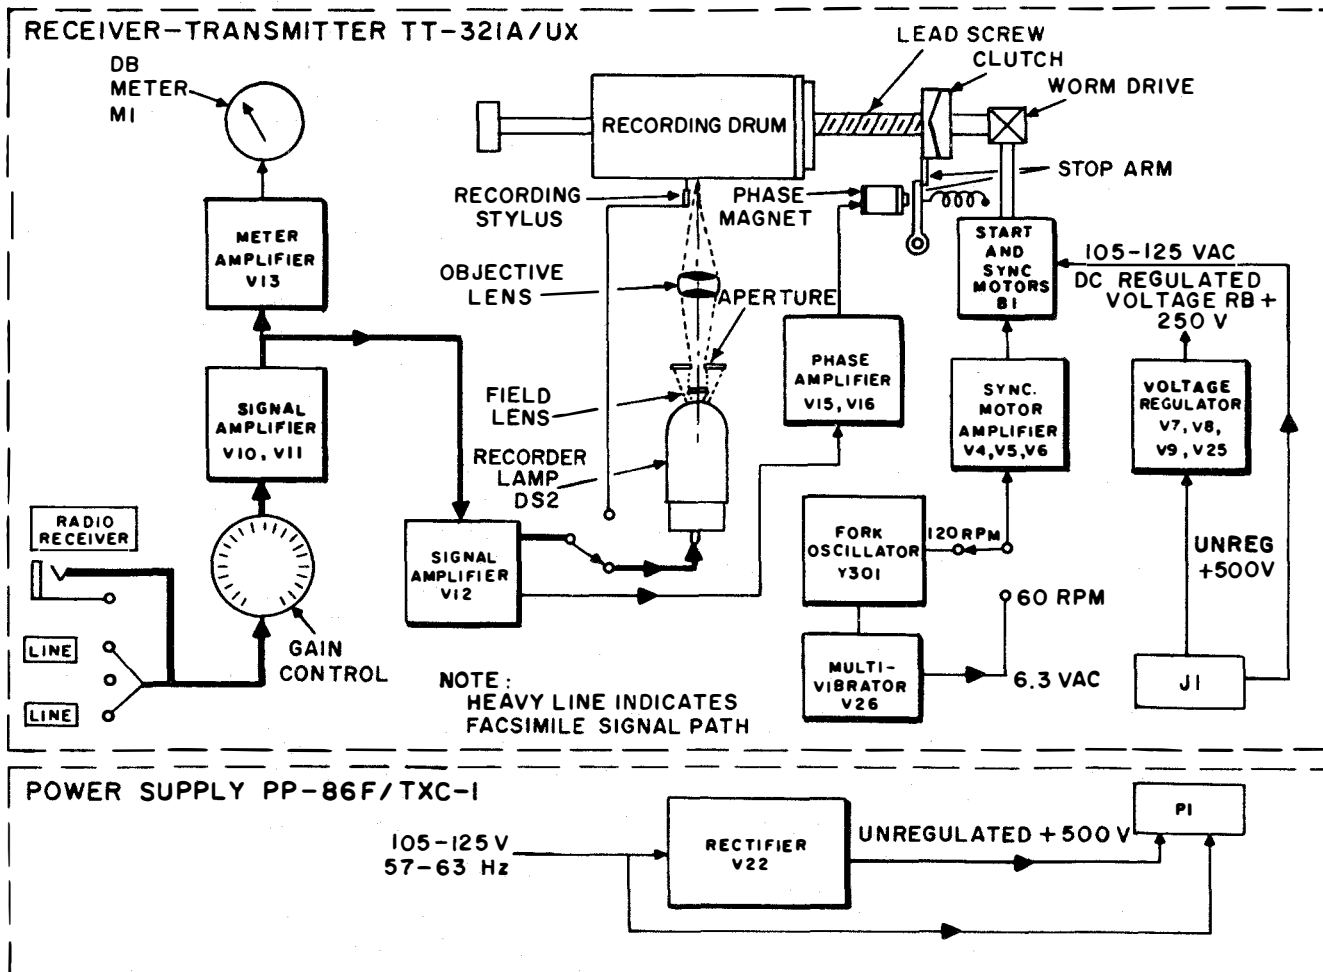 RECEIVER-TRANSMITTER TT-321A/UX
DB
METER
M1
METER
AMPLIFIER
V13
SIGNAL
AMPLIFIER
V10, V11
RADIO
RECEIVER
LINE
LINE
GAIN
CONTROL
SIGNAL
AMPLIFIER
V12
NOTE:
HEAVY LINE INDICATES
FACSIMILE SIGNAL PATH
RECORDING DRUM
LEAD SCREW
CLUTCH
WORM DRIVE
STOP ARM
RECORDING
STYLUS
PHASE
MAGNET
OBJECTIVE
LENS
APERTURE
FIELD
LENS
RECORDER
LAMP
DS2
PHASE
AMPLIFIER
V15, V16
START
AND
SYNC
MOTORS
B1
105-125 VAC
DC REGULATED
VOLTAGE RB+
250 V
SYNC.
MOTOR
AMPLIFIER
V4,V5,V6
VOLTAGE
REGULATOR
V7, V8,
V9, V25
FORK
OSCILLATOR
Y301
120 RPM
60 RPM
MULTI-
VIBRATOR
V26
6.3 VAC
UNREG
+500V
J1
POWER SUPPLY PP-86F/TXC-1
105-125 V
57-63 Hz
RECTIFIER
V22
UNREGULATED +500 V
P1